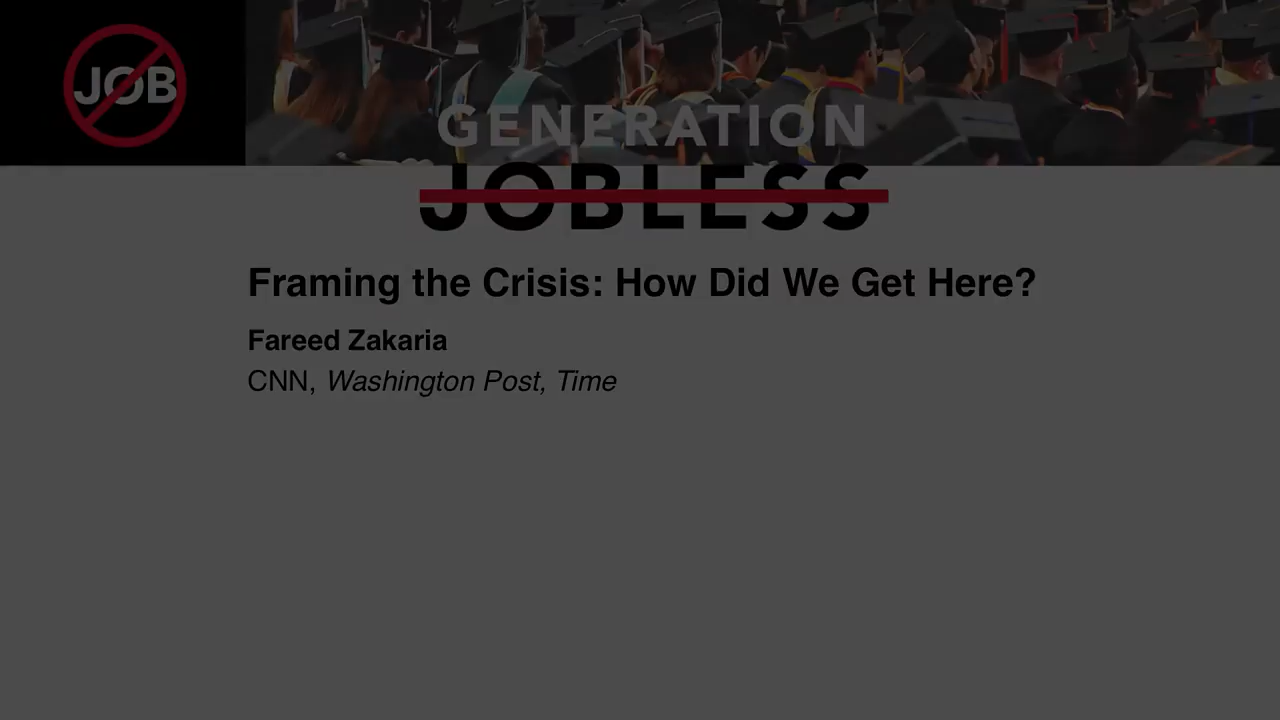 JOB
GENERATION
JOBLESS
Framing the Crisis: How Did We Get Here?
Fareed Zakaria
CNN, Washington Post, Time